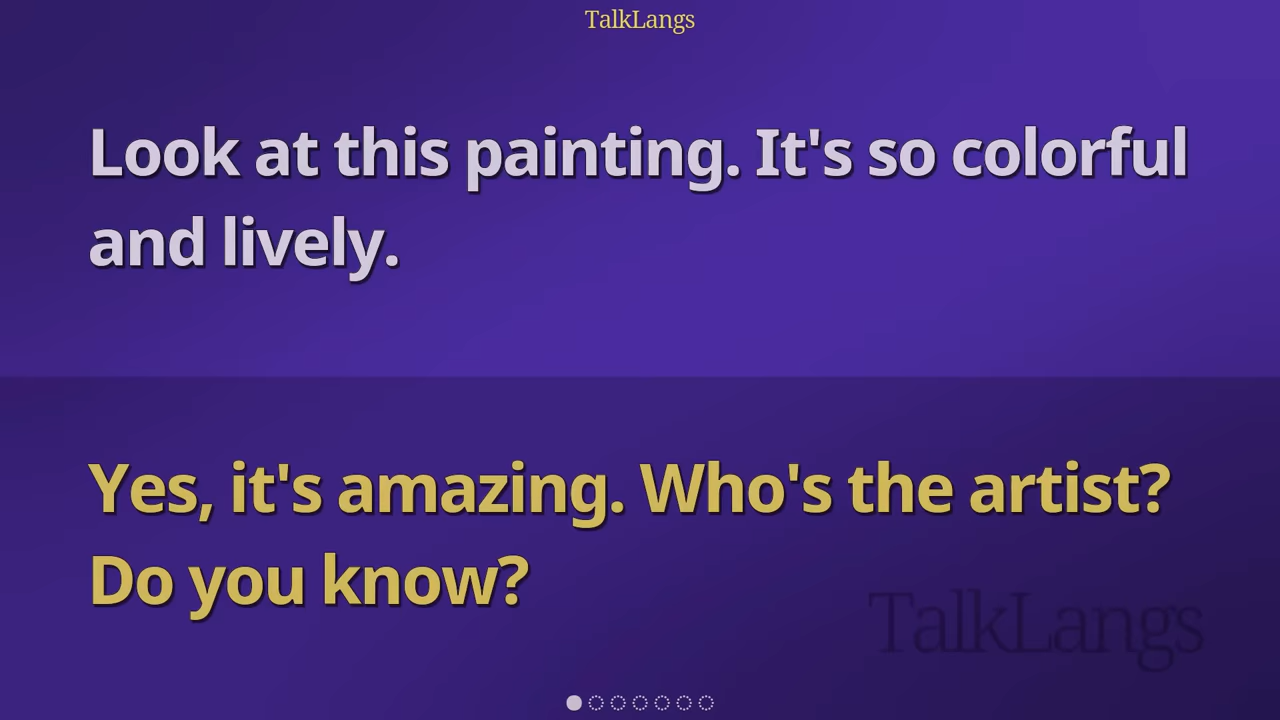 TalkLangs
Look at this painting. It's so colorful
and lively.
Yes, it's amazing. Who's the artist?
Do you know?
TalkLangs